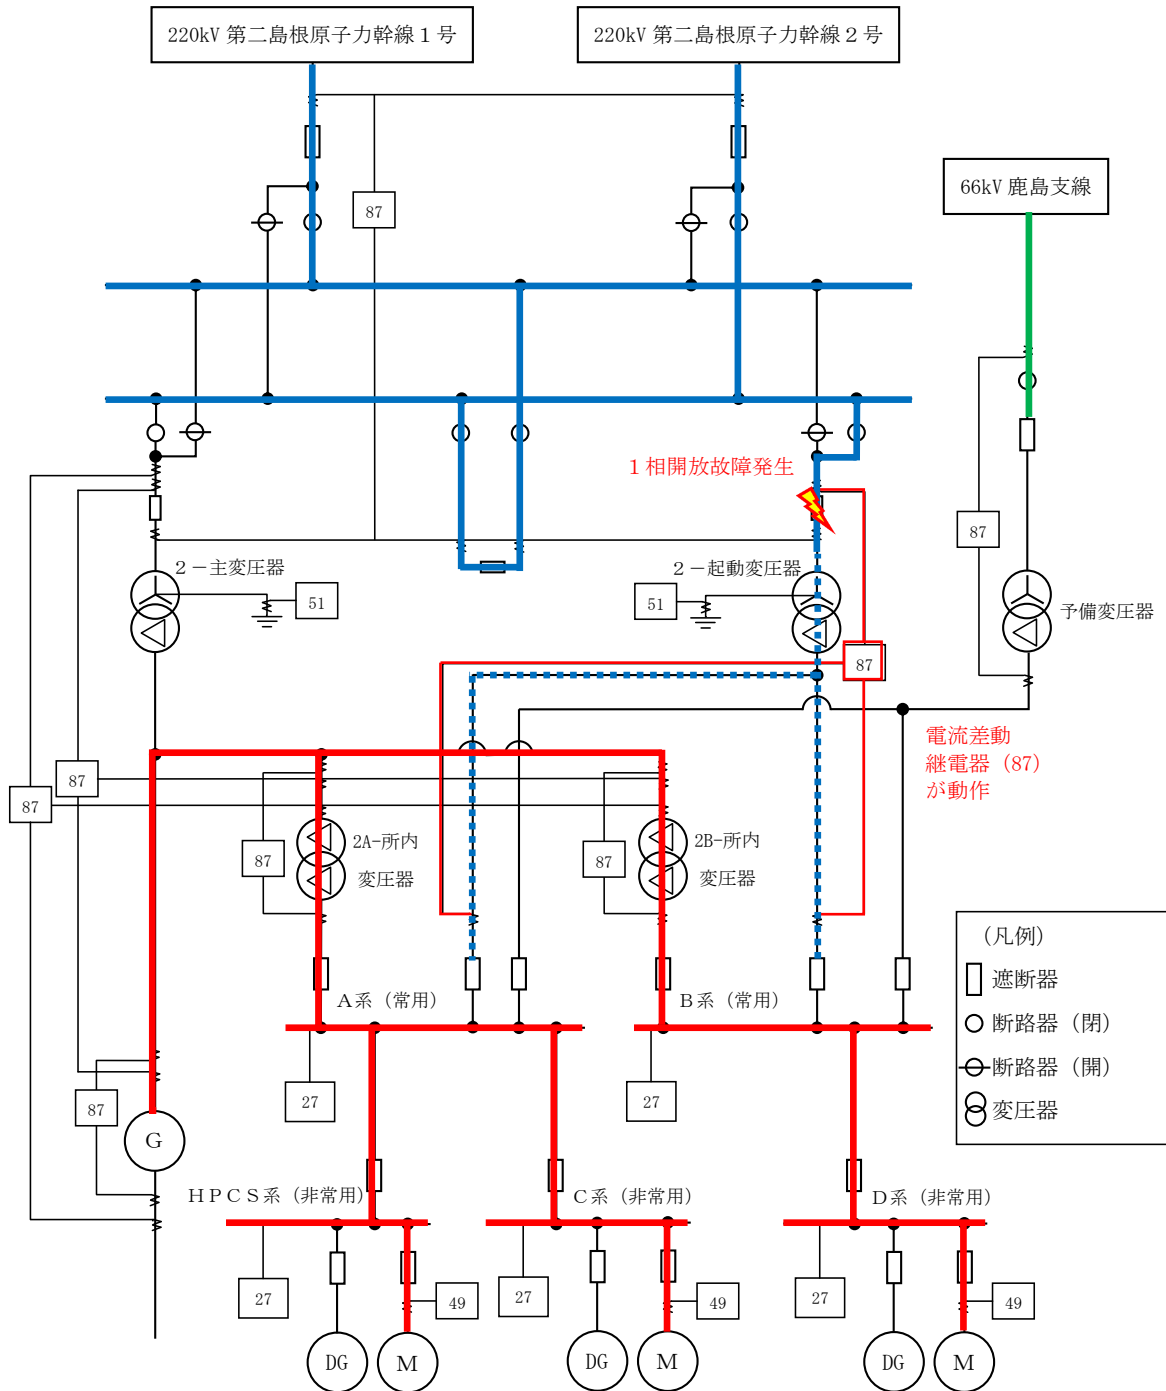 220kV 第二島根原子力幹線１号
220kV 第二島根原子力幹線２号
66kV 鹿島支線
87
１相開放故障発生
87
２－主変圧器
２－起動変圧器
51
51
予備変圧器
87
電流差動
継電器（87）
が動作
87
87
2A-所内
変圧器
87
2B-所内
変圧器
87
（凡例）
遮断器
断路器（閉）
断路器（開）
変圧器
Ａ系（常用）
Ｂ系（常用）
27
27
87
G
ＨＰＣＳ系（非常用）
Ｃ系（非常用）
Ｄ系（非常用）
27
49
27
49
27
49
DG
M
DG
M
DG
M